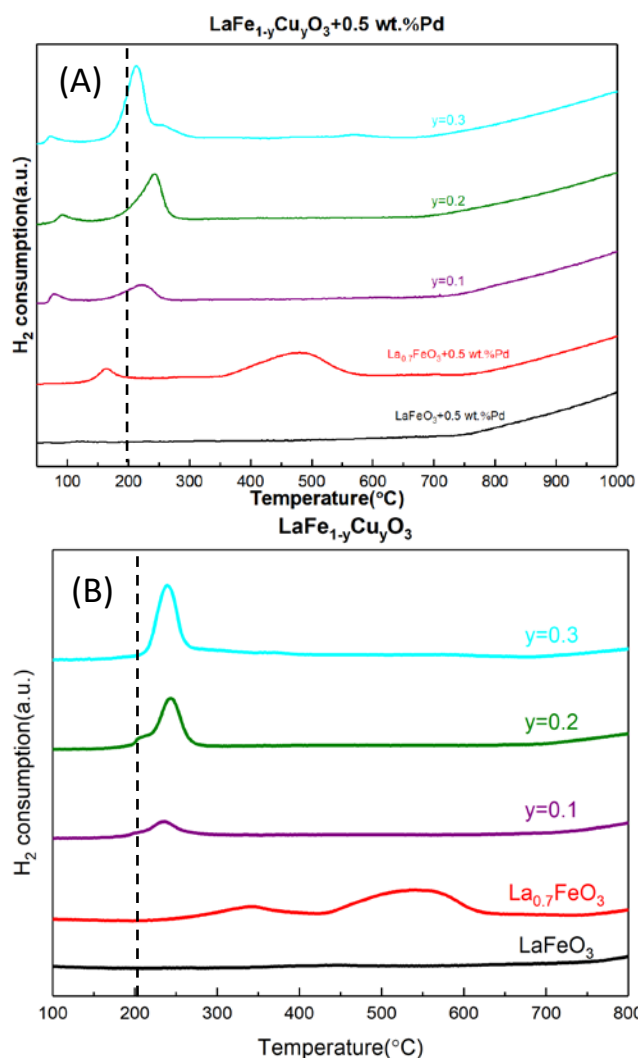 LaFe₁₋yCuyO₃+0.5 wt.%Pd
(A)
y=0.3
y=0.2
y=0.1
La₀.₇FeO₃+0.5 wt.%Pd
LaFeO₃+0.5 wt.%Pd
H₂ consumption(a.u.)
100 200 300 400 500 600 700 800 900 1000
Temperature(°C)
LaFe₁₋yCuyO₃
(B)
y=0.3
y=0.2
y=0.1
La₀.₇FeO₃
LaFeO₃
H₂ consumption(a.u.)
100 200 300 400 500 600 700 800
Temperature(°C)